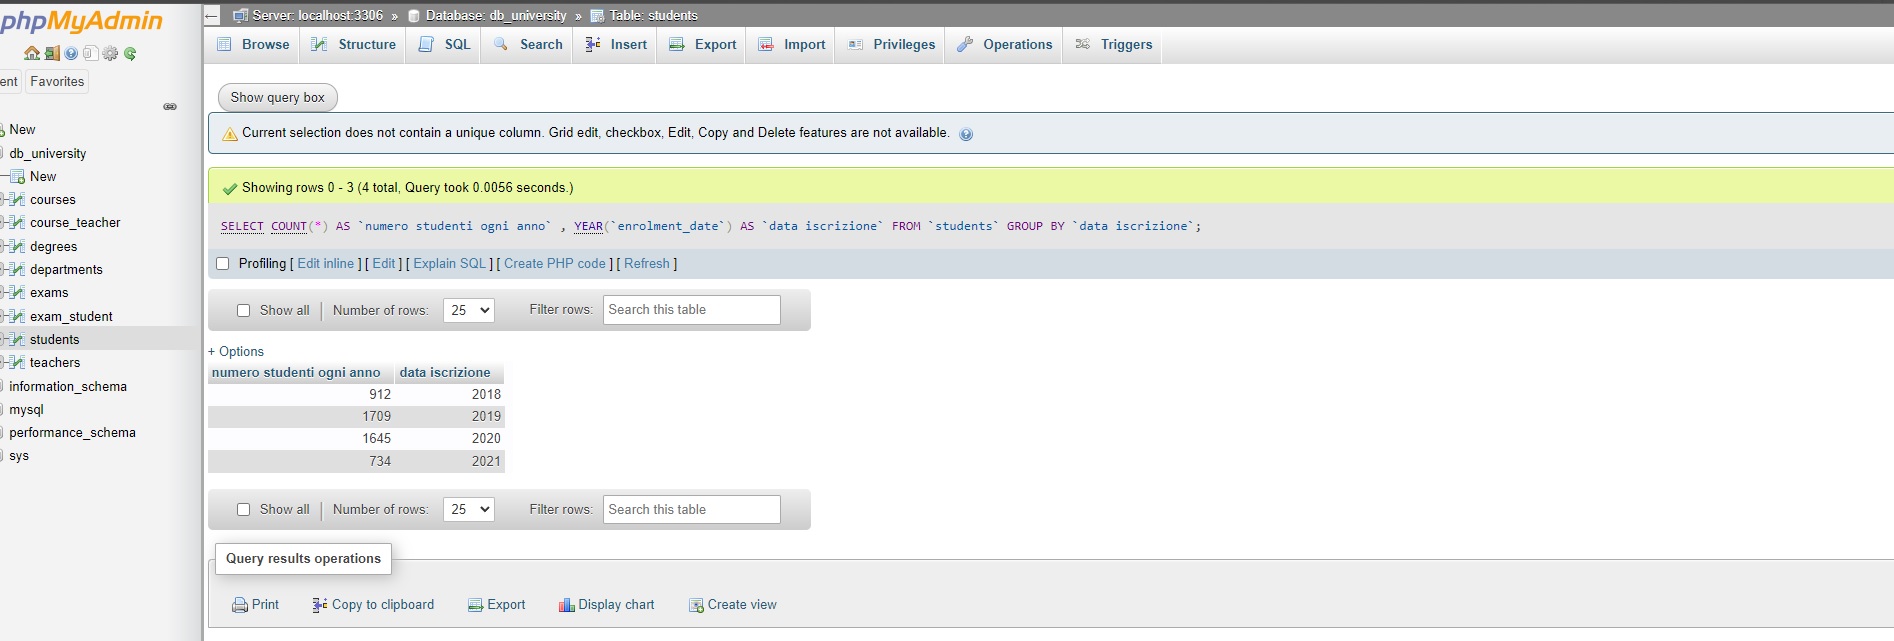 phpMyAdmin
ent Favorites
New
db_university
New
courses
course_teacher
degrees
departments
exams
exam_student
students
teachers
information_schema
mysql
performance_schema
sys
Server: localhost:3306 » Database: db_university » Table: students
Browse Structure SQL Search Insert Export Import Privileges Operations Triggers
Show query box
Current selection does not contain a unique column. Grid edit, checkbox, Edit, Copy and Delete features are not available.
Showing rows 0 - 3 (4 total, Query took 0.0056 seconds.)
SELECT COUNT(*) AS `numero studenti ogni anno` , YEAR(`enrolment_date`) AS `data iscrizione` FROM `students` GROUP BY `data iscrizione`;
Profiling [ Edit inline ] [ Edit ] [ Explain SQL ] [ Create PHP code ] [ Refresh ]
Show all | Number of rows: 25 Filter rows: Search this table
+ Options
numero studenti ogni anno data iscrizione
912 2018
1709 2019
1645 2020
734 2021
Show all | Number of rows: 25 Filter rows: Search this table
Query results operations
Print Copy to clipboard Export Display chart Create view